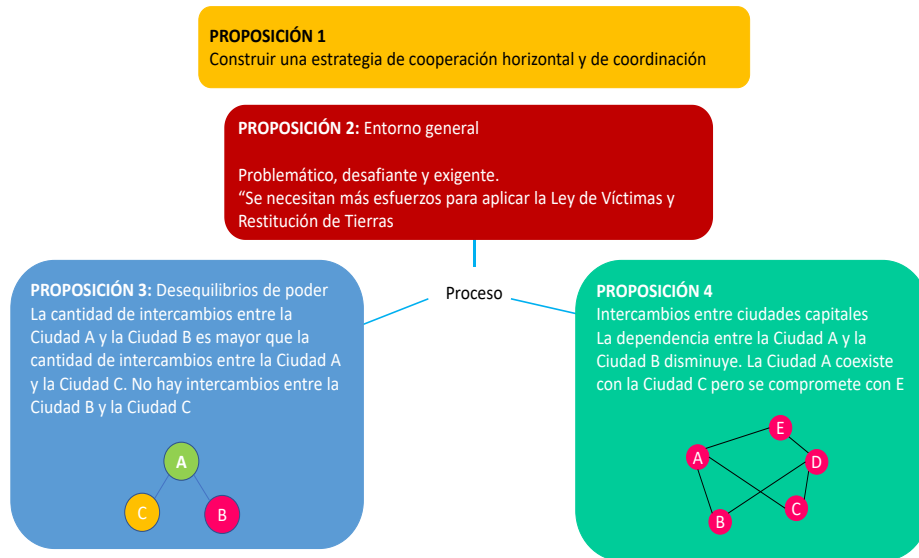 PROPOSICIÓN 1
Construir una estrategia de cooperación horizontal y de coordinación
PROPOSICIÓN 2: Entorno general
Problemático, desafiante y exigente.
“Se necesitan más esfuerzos para aplicar la Ley de Víctimas y
Restitución de Tierras
Proceso
PROPOSICIÓN 3: Desequilibrios de poder
La cantidad de intercambios entre la
Ciudad A y la Ciudad B es mayor que la
cantidad de intercambios entre la Ciudad A
y la Ciudad C. No hay intercambios entre la
Ciudad B y la Ciudad C
A
C
B
PROPOSICIÓN 4
Intercambios entre ciudades capitales
La dependencia entre la Ciudad A y la
Ciudad B disminuye. La Ciudad A coexiste
con la Ciudad C pero se compromete con E
E
A
D
C
B